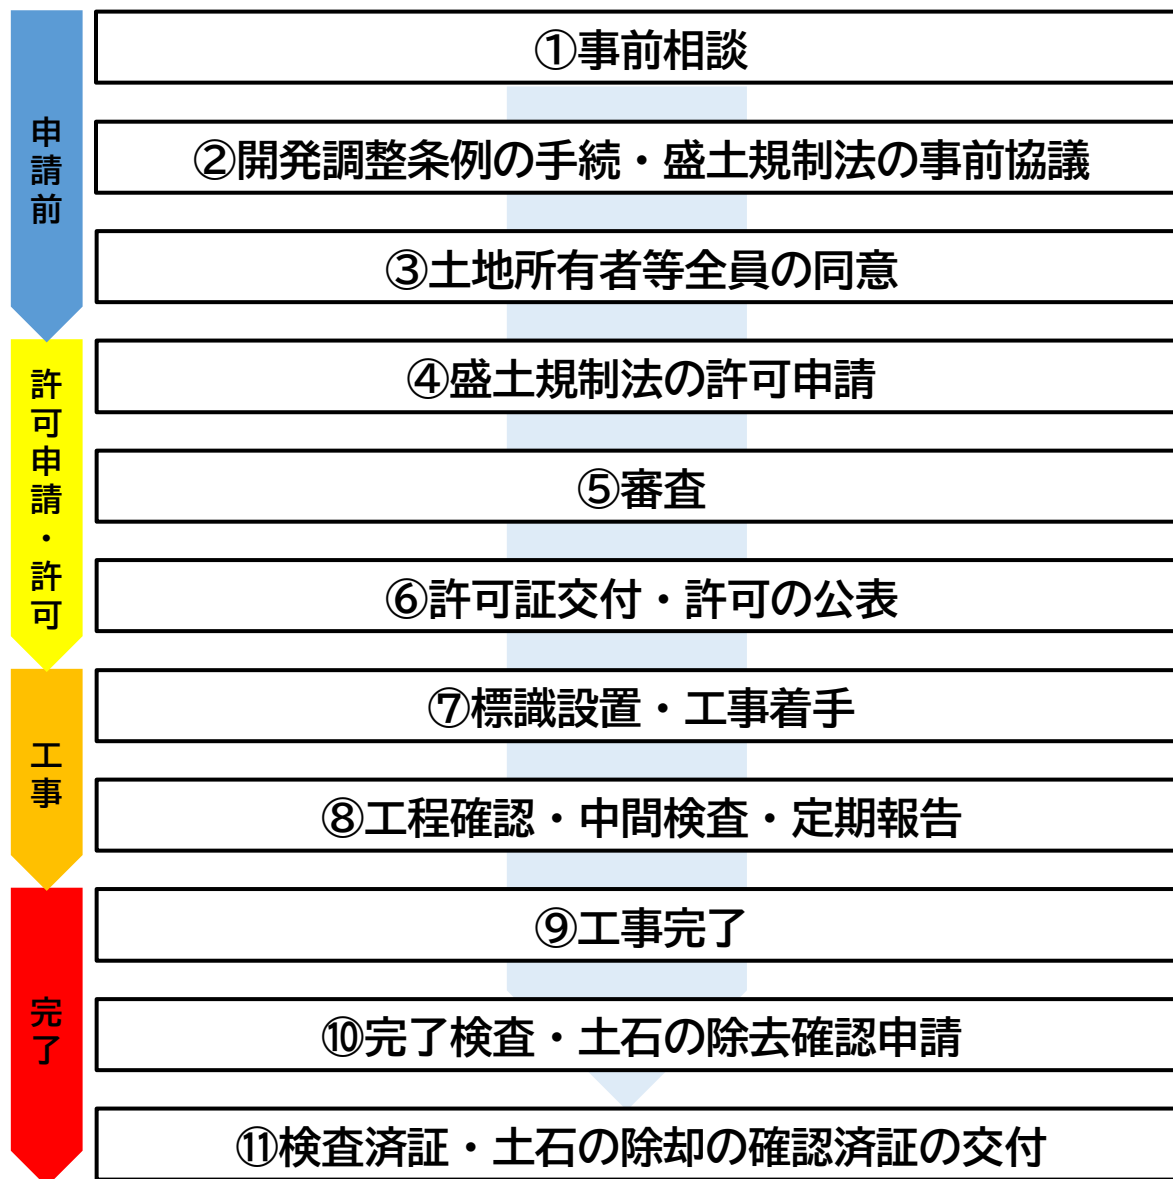 申請前
①事前相談
②開発調整条例の手続・盛土規制法の事前協議
③土地所有者等全員の同意
許可申請・許可
④盛土規制法の許可申請
⑤審査
⑥許可証交付・許可の公表
工事
⑦標識設置・工事着手
⑧工程確認・中間検査・定期報告
完了
⑨工事完了
⑩完了検査・土石の除去確認申請
⑪検査済証・土石の除却の確認済証の交付